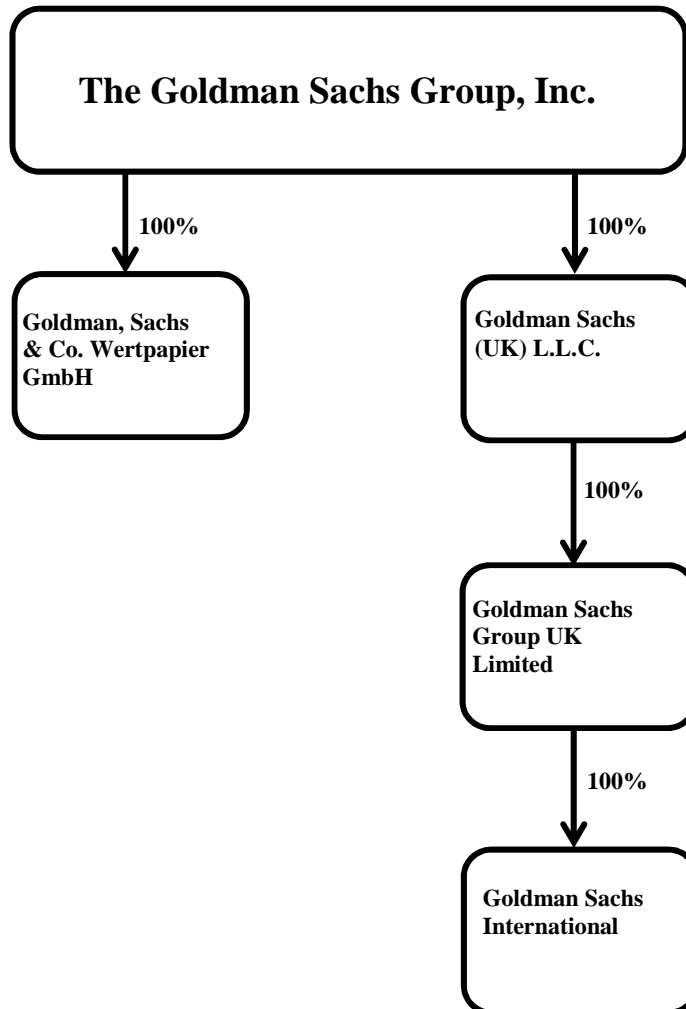 The Goldman Sachs Group, Inc.
100%
100%
Goldman, Sachs
& Co. Wertpapier
GmbH
Goldman Sachs
(UK) L.L.C.
100%
Goldman Sachs
Group UK
Limited
100%
Goldman Sachs
International